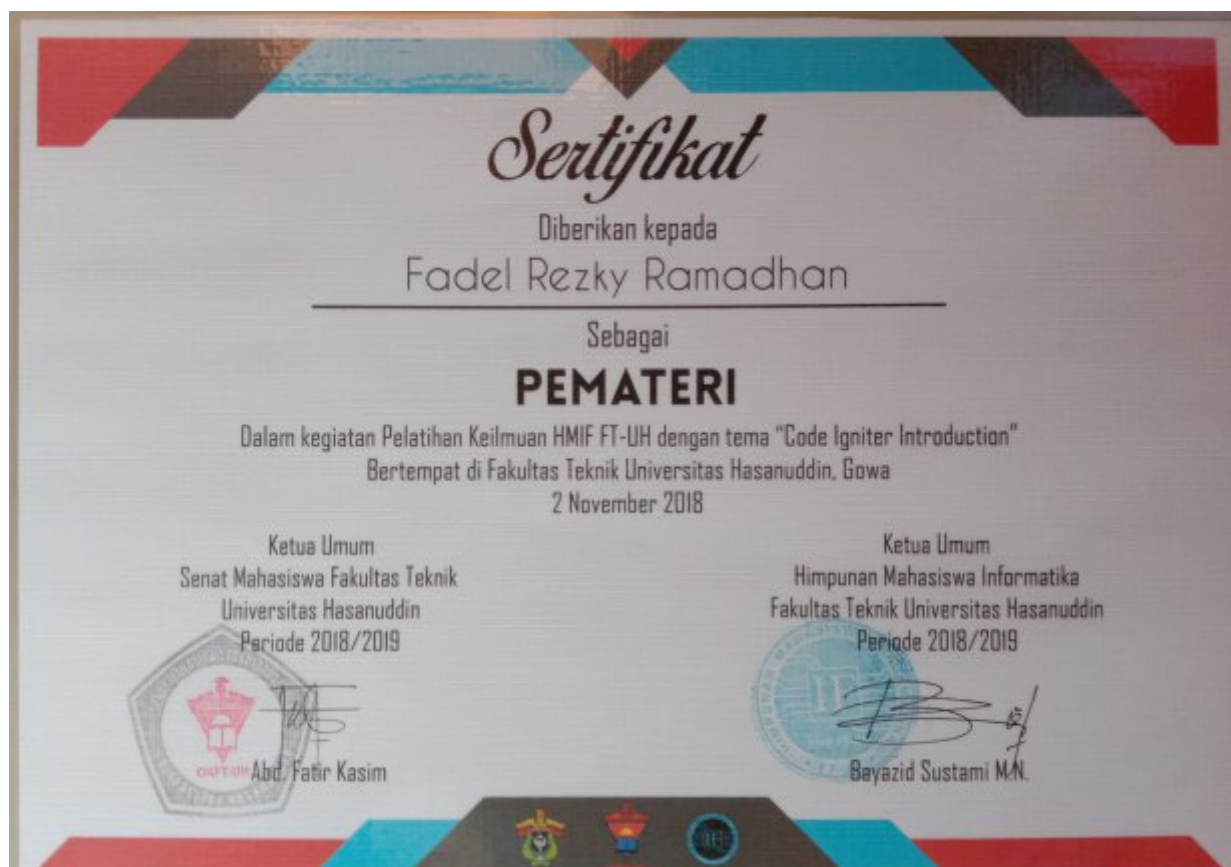 Sertifikat
Diberikan kepada
Fadel Rezky Ramadhan
Sebagai
PEMATERI
Dalam kegiatan Pelatihan Keilmuan HMIF FT-UH dengan tema "Code Igniter Introduction"
Bertempat di Fakultas Teknik Universitas Hasanuddin, Gowa
2 November 2018
Ketua Umum
Senat Mahasiswa Fakultas Teknik
Universitas Hasanuddin
Periode 2018/2019
Abd. Fatir Kasim
Ketua Umum
Himpunan Mahasiswa Informatika
Fakultas Teknik Universitas Hasanuddin
Periode 2018/2019
Bayazid Sustami M.N.